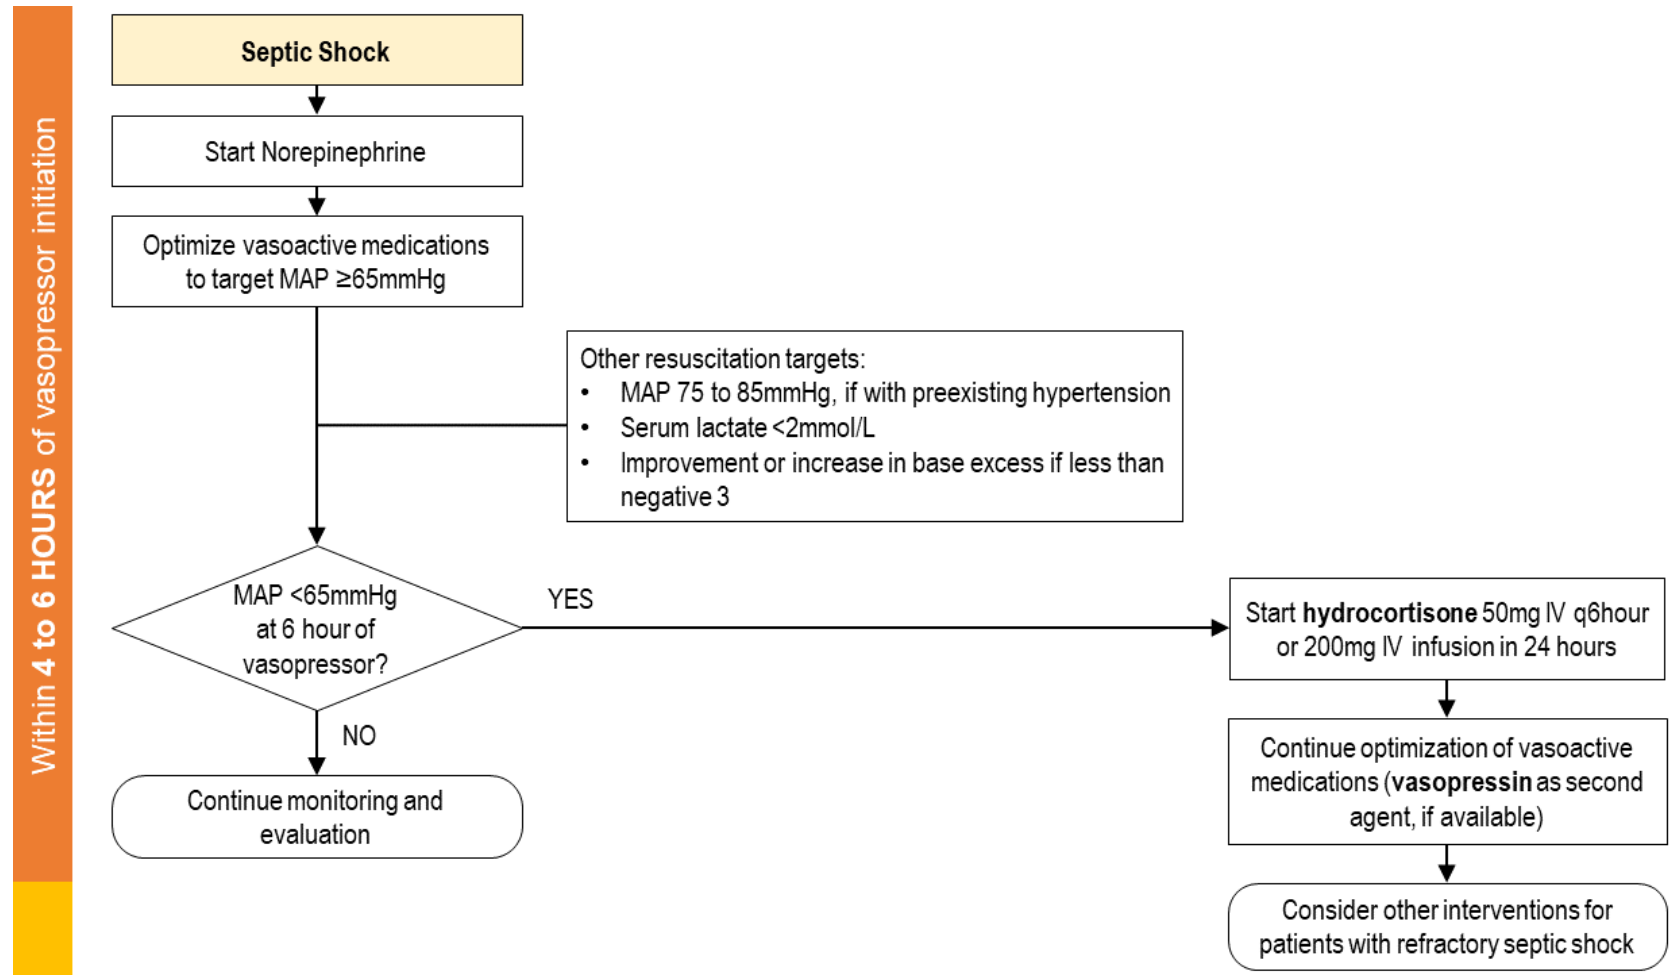 Within 4 to 6 HOURS of vasopressor initiation
Septic Shock
Start Norepinephrine
Optimize vasoactive medications
to target MAP ≥65mmHg
Other resuscitation targets:
• MAP 75 to 85mmHg, if with preexisting hypertension
• Serum lactate <2mmol/L
• Improvement or increase in base excess if less than
negative 3
MAP <65mmHg
at 6 hour of
vasopressor?
YES
NO
Continue monitoring and
evaluation
Start hydrocortisone 50mg IV q6hour
or 200mg IV infusion in 24 hours
Continue optimization of vasoactive
medications (vasopressin as second
agent, if available)
Consider other interventions for
patients with refractory septic shock